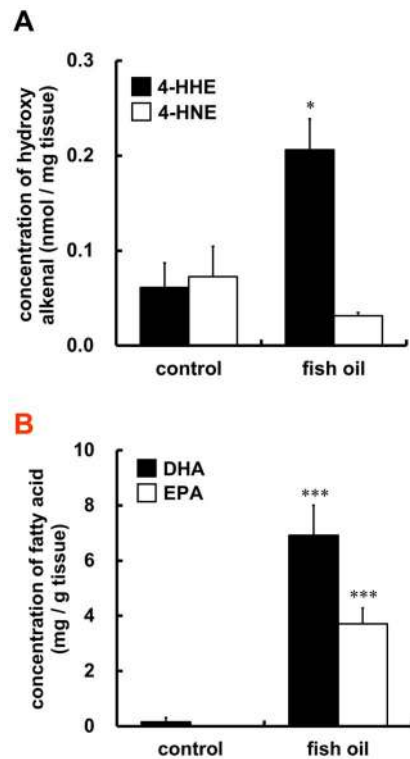 A
concentration of hydroxy
alkenal (nmol / mg tissue)
0.3
0.2
0.1
0.0
4-HHE
4-HNE
*
control
fish oil
B
concentration of fatty acid
(mg / g tissue)
10
8
6
4
2
0
DHA
EPA
***
***
control
fish oil